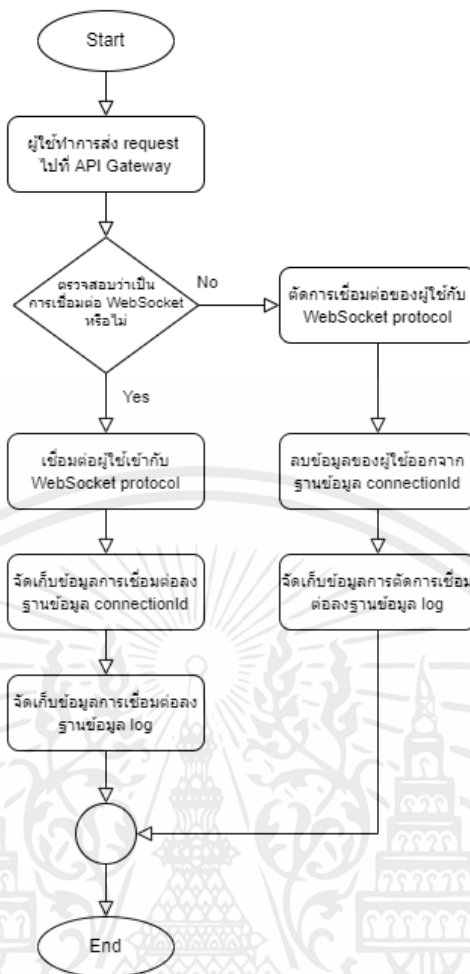 Start
ผู้ใช้ทำการส่ง request
ไปที่ API Gateway
ตรวจสอบว่าเป็น
การเชื่อมต่อ WebSocket
หรือไม่
No
ตัดการเชื่อมต่อของผู้ใช้กับ
WebSocket protocol
Yes
เชื่อมต่อผู้ใช้เข้ากับ
WebSocket protocol
ลบข้อมูลของผู้ใช้ออกจาก
ฐานข้อมูล connectionId
จัดเก็บข้อมูลการเชื่อมต่อลง
ฐานข้อมูล connectionId
จัดเก็บข้อมูลการตัดการเชื่อม
ต่อลงฐานข้อมูล log
จัดเก็บข้อมูลการเชื่อมต่อลง
ฐานข้อมูล log
End